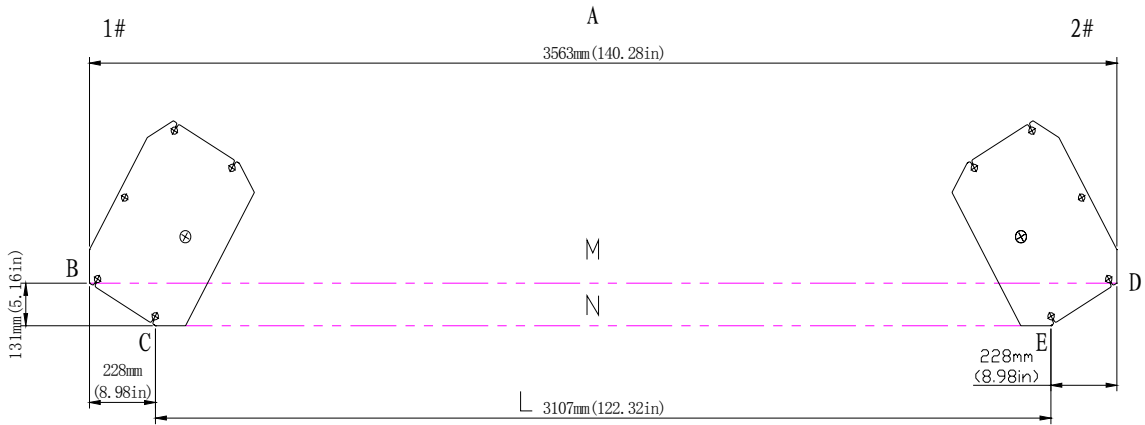 A
1#
2#
3563mm(140.28in)
M
B
D
N
131mm(5.16in)
C
E
228mm
(8.98in)
228mm
(8.98in)
L
3107mm(122.32in)